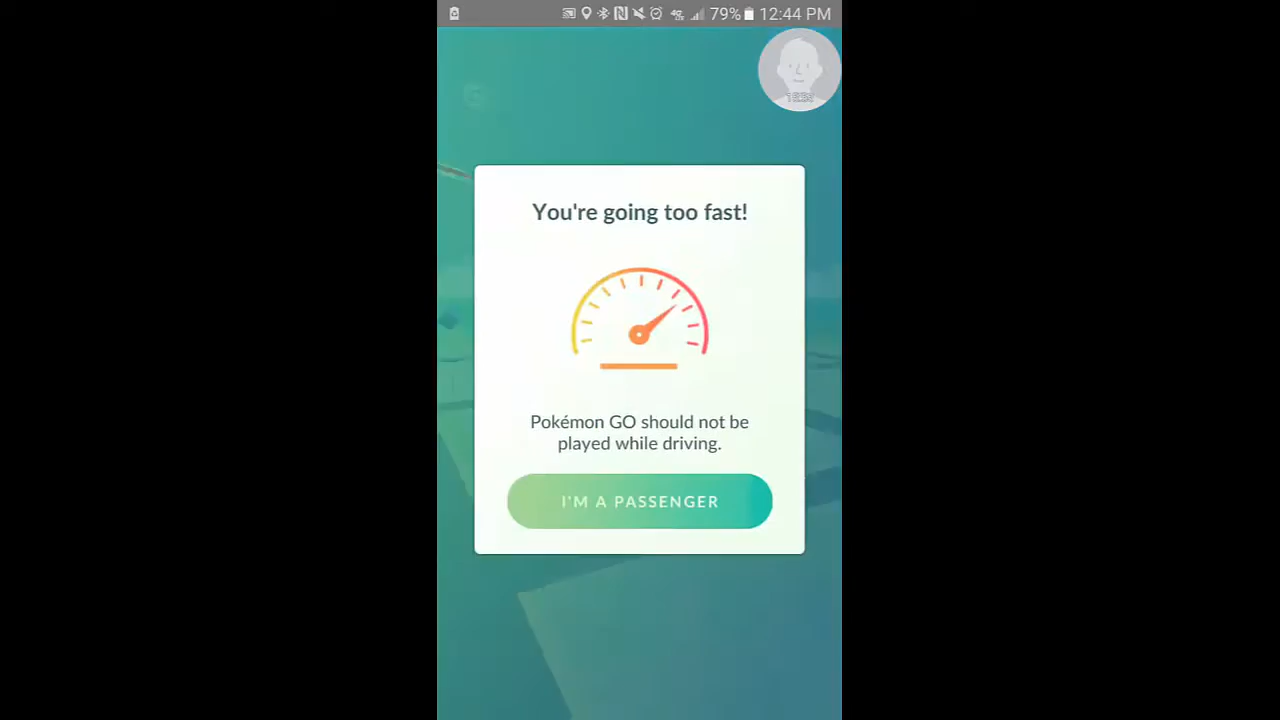 79% 12:44 PM
You're going too fast!
Pokémon GO should not be
played while driving.
I'M A PASSENGER